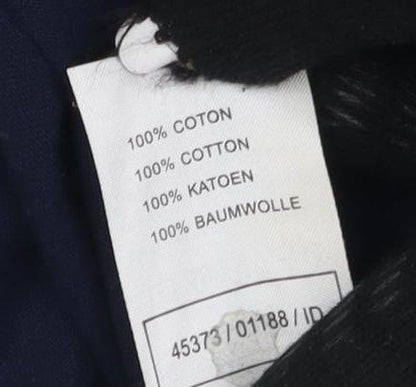 100% COTON
100% COTTON
100% KATOEN
100% BAUMWOLLE
45373 / 01188 / ID